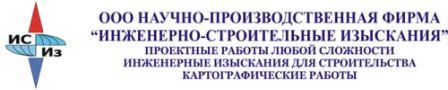 ИС
Из
ООО НАУЧНО-ПРОИЗВОДСТВЕННАЯ ФИРМА
“ИНЖЕНЕРНО-СТРОИТЕЛЬНЫЕ ИЗЫСКАНИЯ”
ПРОЕКТНЫЕ РАБОТЫ ЛЮБОЙ СЛОЖНОСТИ
ИНЖЕНЕРНЫЕ ИЗЫСКАНИЯ ДЛЯ СТРОИТЕЛЬСТВА
КАРТОГРАФИЧЕСКИЕ РАБОТЫ